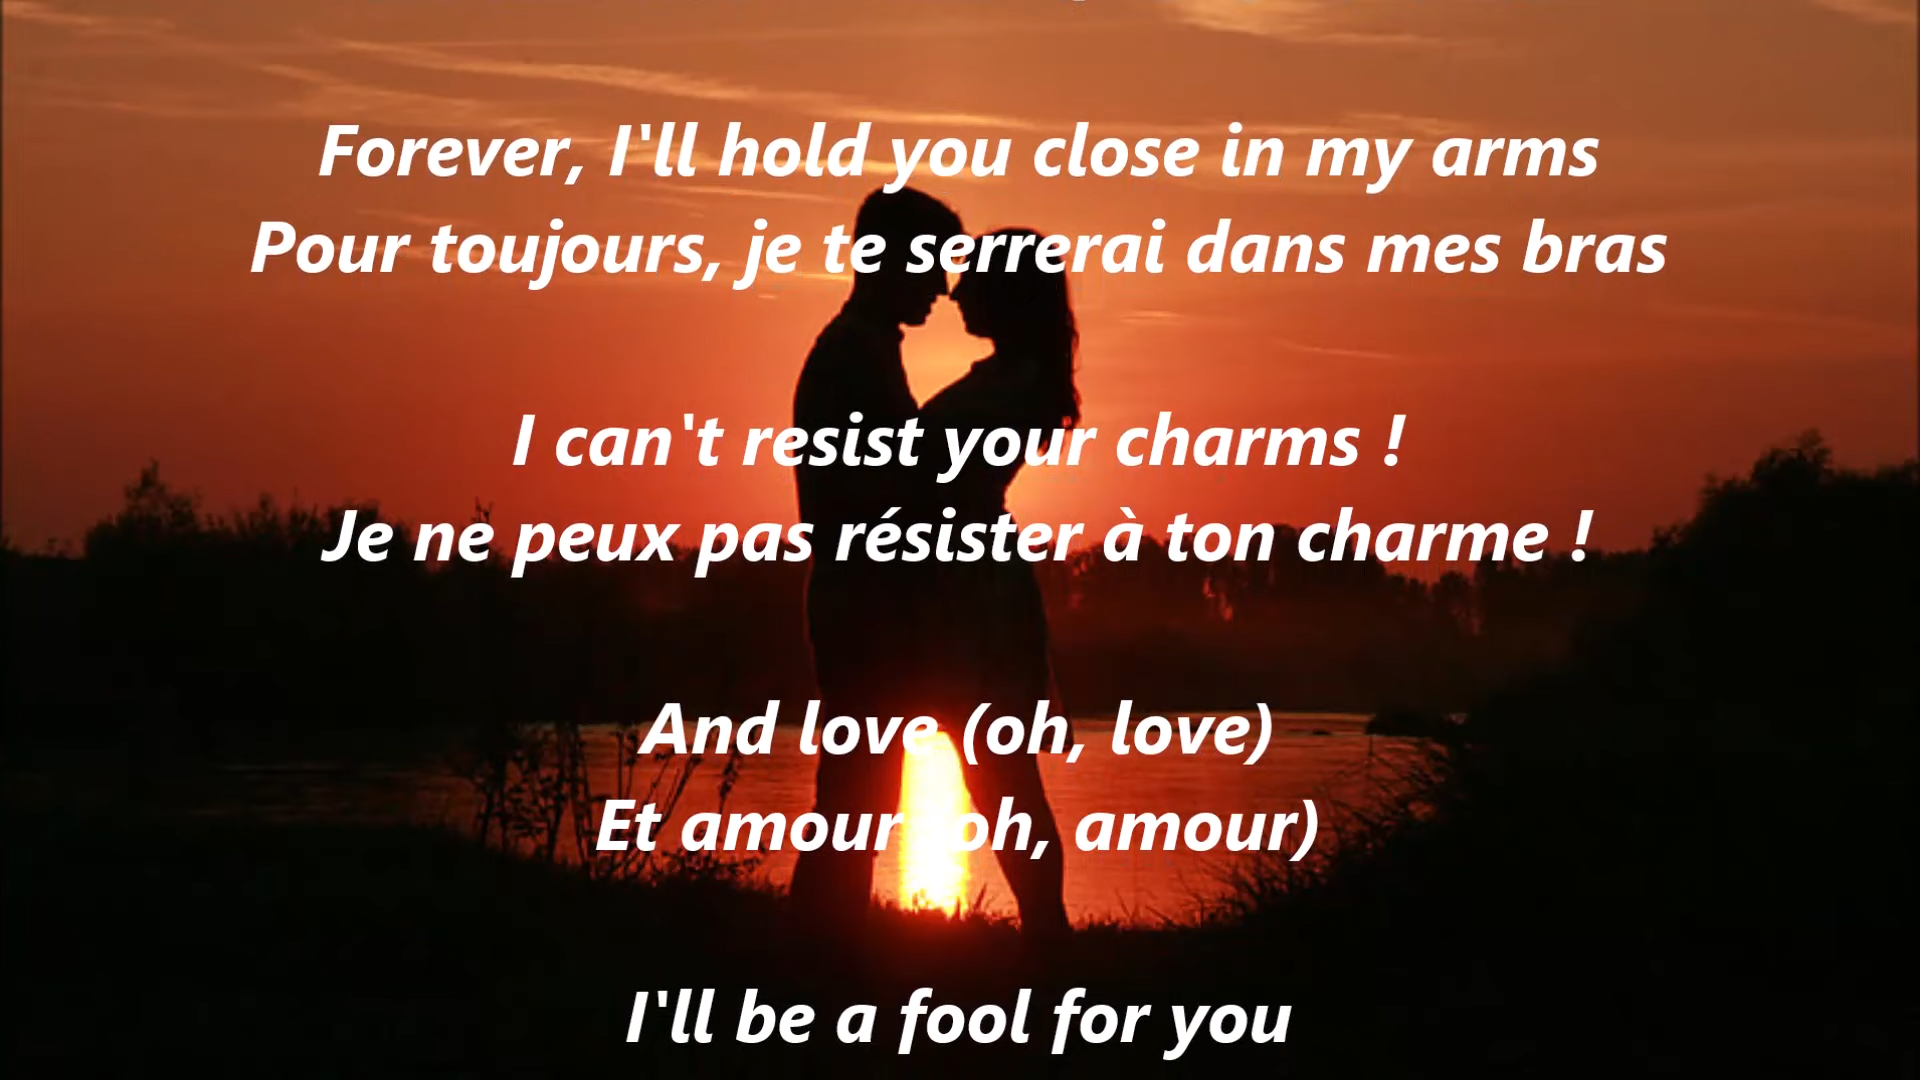 Forever, I'll hold you close in my arms
Pour toujours, je te serrerai dans mes bras
I can't resist your charms !
Je ne peux pas résister à ton charme !
And love (oh, love)
Et amour (oh, amour)
I'll be a fool for you